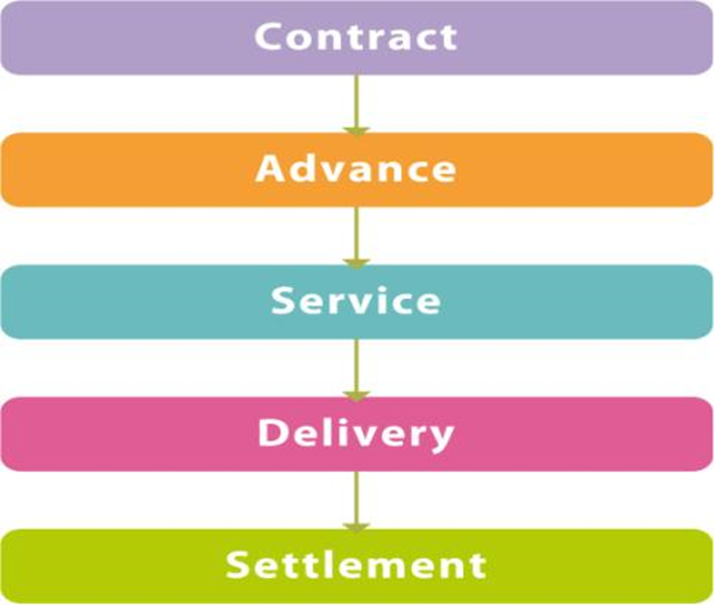 Contract
Advance
Service
Delivery
Settlement